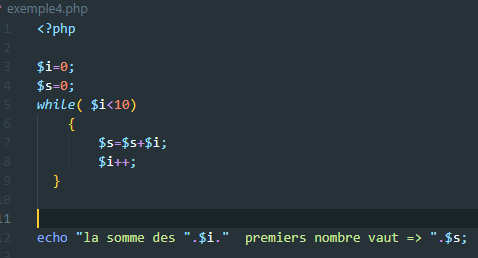 exemple4.php
1 <?php
2
3 $i=0;
4 $s=0;
5 while( $i<10)
6 {
7 $s=$s+$i;
8 $i++;
9 }
11
12 echo "la somme des ".$i."  premiers nombre vaut => ".$s;